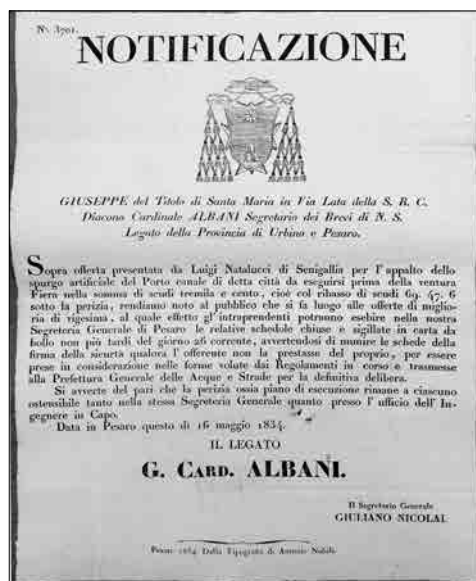 N.º 3701.
NOTIFICAZIONE
GIUSEPPE del Titolo di Santa Maria in Via Lata della S. R. C.
Diacono Cardinale ALBANI Segretario dei Brevi di N. S.
Legato della Provincia di Urbino e Pesaro.
Sopra offerta presentata da Luigi Natalucci di Senigallia per l'appalto dello
spurgo artificiale del Porto canale di detta città da eseguirsi prima della ventura
Fiera nella somma di scudi tremila e cento, cioè col ribasso di scudi 69. 47. 6
sotto la perizia, rendiamo noto al pubblico che si fa luogo alle offerte di miglio-
ria di vigesima, al quale effetto gl'intraprendenti potranno esebire nella nostra
Segreteria Generale di Pesaro le relative schedole chiuse e sigillate in carta da
bollo non più tardi del giorno 26 corrente, avvertendosi di munire le schede della
firma della sicurtà qualora l'offerente non la prestasse del proprio, per essere
prese in considerazione nelle forme volute dai Regolamenti in corso e trasmesse
alla Prefettura Generale delle Acque e Strade per la definitiva delibera.
Si avverte del pari che la perizia ossia piano di esecuzione rimane a ciascuno
ostensibile tanto nella stessa Segreteria Generale quanto presso l'ufficio dell'In-
gegnere in Capo.
Data in Pesaro questo dì 16 maggio 1834.
IL LEGATO
G. CARD. ALBANI.
Il Segretario Generale
GIULIANO NICOLAI.
Pesaro 1834 Dalla Tipografia di Annesio Nobili.